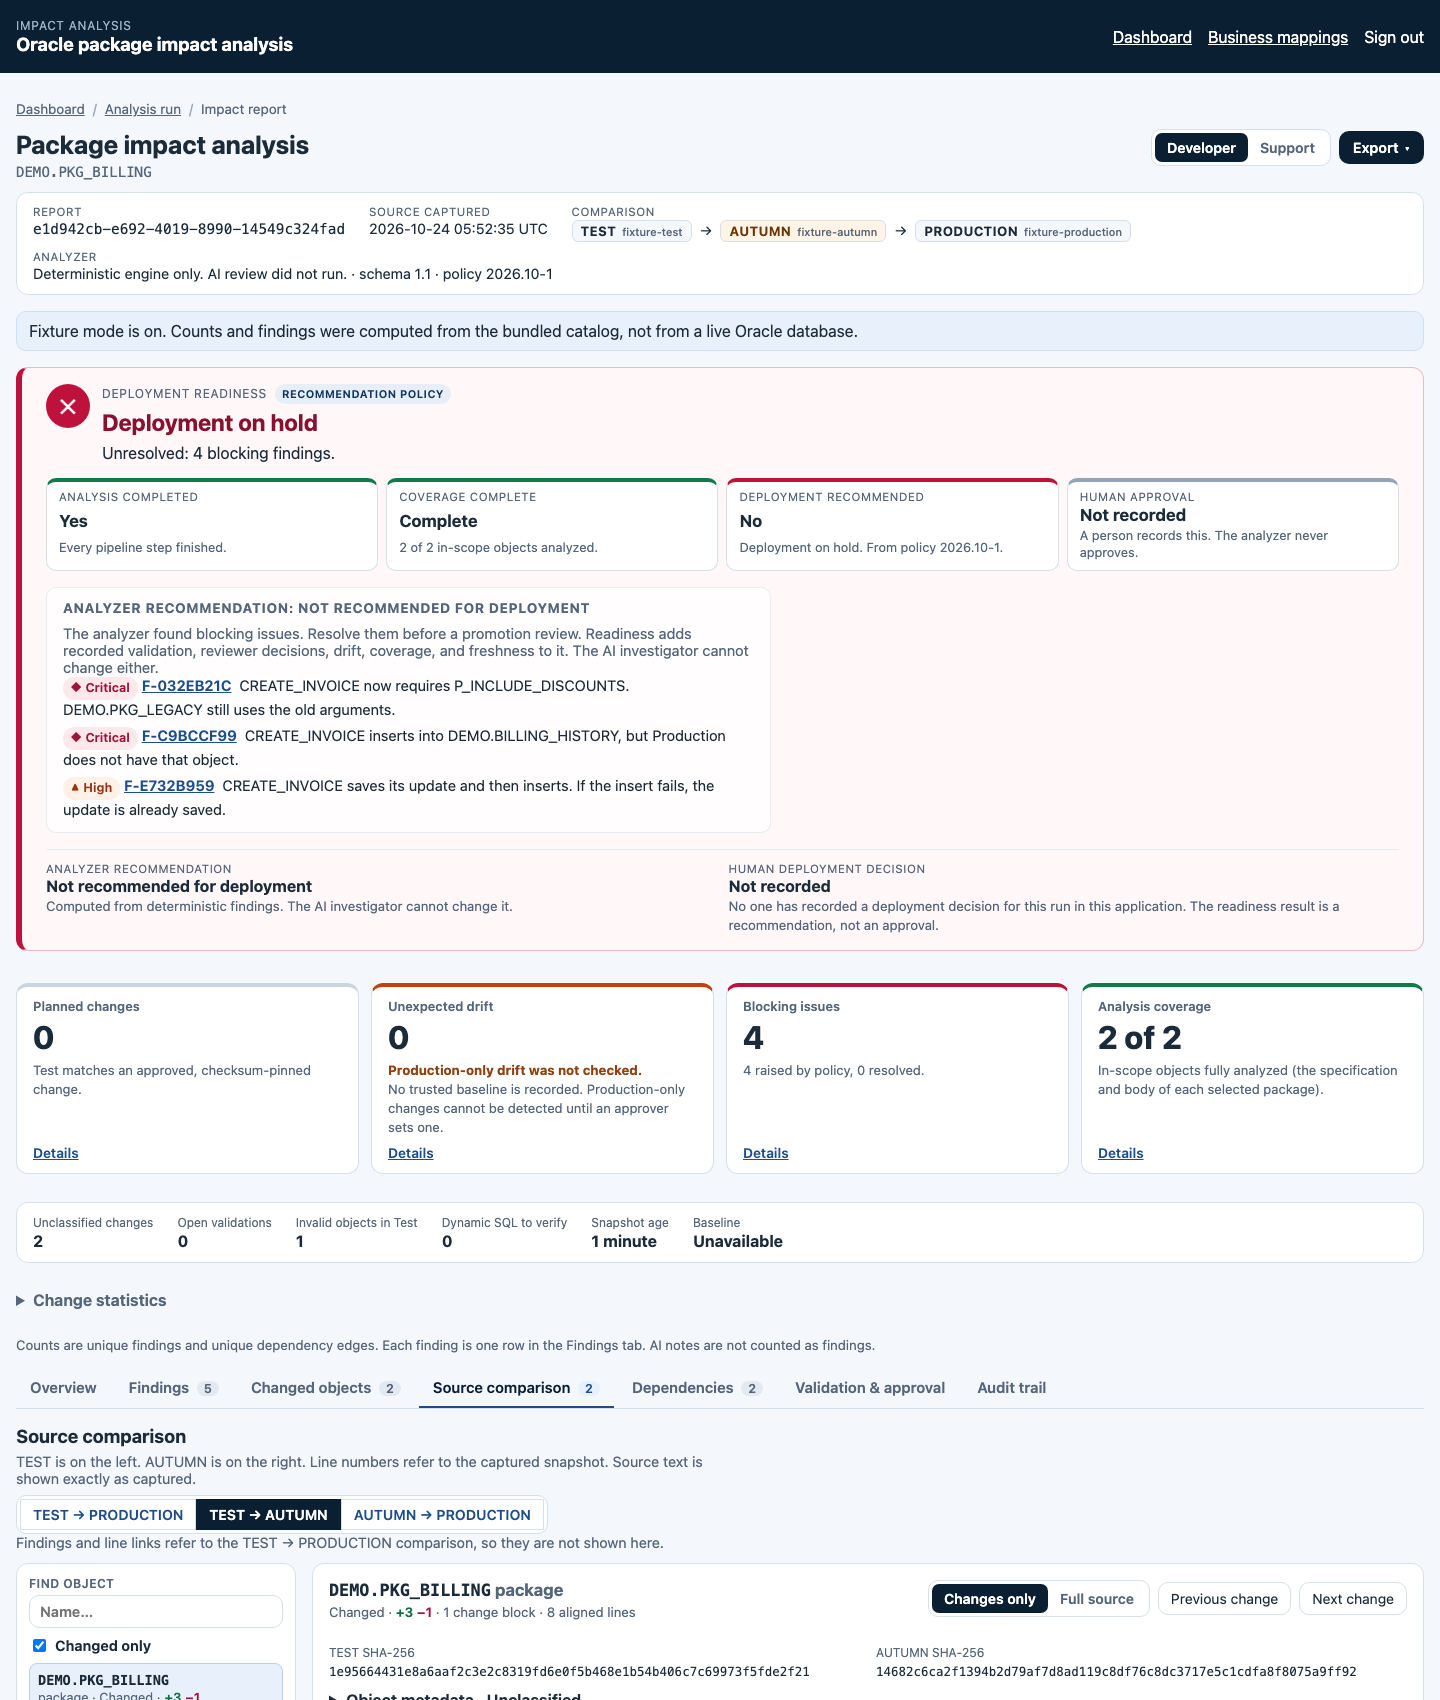 IMPACT ANALYSIS
Oracle package impact analysis
Dashboard Business mappings Sign out
Dashboard / Analysis run / Impact report
Package impact analysis
DEMO.PKG_BILLING
Developer Support Export
REPORT
e1d942cb-e692-4019-8990-14549c324fad
SOURCE CAPTURED
2026-10-24 05:52:35 UTC
COMPARISON
TEST fixture-test → AUTUMN fixture-autumn → PRODUCTION fixture-production
ANALYZER
Deterministic engine only. AI review did not run. · schema 1.1 · policy 2026.10-1
Fixture mode is on. Counts and findings were computed from the bundled catalog, not from a live Oracle database.
DEPLOYMENT READINESS RECOMMENDATION POLICY
Deployment on hold
Unresolved: 4 blocking findings.
ANALYSIS COMPLETED
Yes
Every pipeline step finished.
COVERAGE COMPLETE
Complete
2 of 2 in-scope objects analyzed.
DEPLOYMENT RECOMMENDED
No
Deployment on hold. From policy 2026.10-1.
HUMAN APPROVAL
Not recorded
A person records this. The analyzer never
approves.
ANALYZER RECOMMENDATION: NOT RECOMMENDED FOR DEPLOYMENT
The analyzer found blocking issues. Resolve them before a promotion review. Readiness adds
recorded validation, reviewer decisions, drift, coverage, and freshness to it. The AI investigator cannot
change either.
◆ Critical F-032EB21C CREATE_INVOICE now requires P_INCLUDE_DISCOUNTS.
DEMO.PKG_LEGACY still uses the old arguments.
◆ Critical F-C9BCCF99 CREATE_INVOICE inserts into DEMO.BILLING_HISTORY, but Production
does not have that object.
▲ High F-E732B959 CREATE_INVOICE saves its update and then inserts. If the insert fails, the
update is already saved.
ANALYZER RECOMMENDATION
Not recommended for deployment
Computed from deterministic findings. The AI investigator cannot change it.
HUMAN DEPLOYMENT DECISION
Not recorded
No one has recorded a deployment decision for this run in this application. The readiness result is a
recommendation, not an approval.
Planned changes
0
Test matches an approved, checksum-pinned
change.
Details
Unexpected drift
0
Production-only drift was not checked.
No trusted baseline is recorded. Production-only
changes cannot be detected until an approver
sets one.
Details
Blocking issues
4
4 raised by policy, 0 resolved.
Details
Analysis coverage
2 of 2
In-scope objects fully analyzed (the specification
and body of each selected package).
Details
Unclassified changes
2
Open validations
0
Invalid objects in Test
1
Dynamic SQL to verify
0
Snapshot age
1 minute
Baseline
Unavailable
▶ Change statistics
Counts are unique findings and unique dependency edges. Each finding is one row in the Findings tab. AI notes are not counted as findings.
Overview Findings 5 Changed objects 2 Source comparison 2 Dependencies 2 Validation & approval Audit trail
Source comparison
TEST is on the left. AUTUMN is on the right. Line numbers refer to the captured snapshot. Source text is
shown exactly as captured.
TEST → PRODUCTION TEST → AUTUMN AUTUMN → PRODUCTION
Findings and line links refer to the TEST → PRODUCTION comparison, so they are not shown here.
FIND OBJECT
Name...
Changed only
DEMO.PKG_BILLING
package · Changed · +3 −1
DEMO.PKG_BILLING package
Changed · +3 −1 · 1 change block · 8 aligned lines
Changes only Full source Previous change Next change
TEST SHA-256
1e95664431e8a6aaf2c3e2c8319fd6e0f5b468e1b54b406c7c69973f5fde2f21
AUTUMN SHA-256
14682c6ca2f1394b2d79af7d8ad119c8df76c8dc3717e5c1cdfa8f8075a9ff92
Object metadata · Unclassified